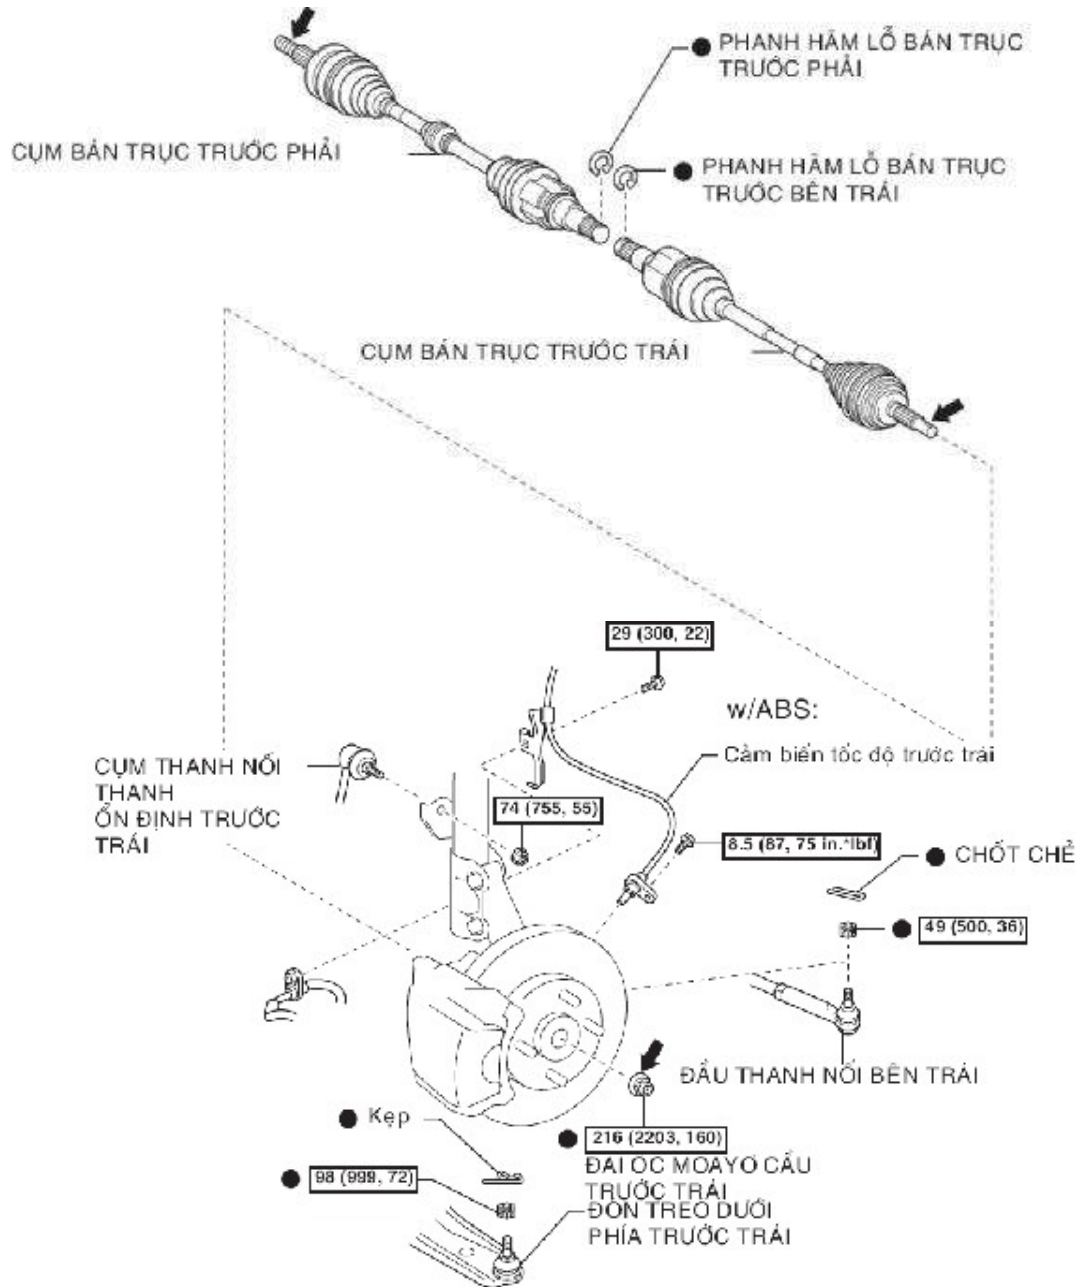 PHANH HÃM LỖ BÁN TRỤC
TRƯỚC PHẢI
CỤM BÁN TRỤC TRƯỚC PHẢI
PHANH HÃM LỖ BÁN TRỤC
TRƯỚC BÊN TRÁI
CỤM BÁN TRỤC TRƯỚC TRÁI
29 (300, 22)
w/ABS:
Cảm biến tốc độ trước trái
CỤM THANH NỐI
THANH
ỔN ĐỊNH TRƯỚC
TRÁI
74 (755, 55)
8.5 (87, 75 in.*lbf)
CHỐT CHẺ
49 (500, 36)
ĐẦU THANH NỐI BÊN TRÁI
Kẹp
216 (2203, 160)
98 (999, 72)
ĐAI ỐC MOAYƠ CẦU
TRƯỚC TRÁI
ĐÒN TREO DƯỚI
PHÍA TRƯỚC TRÁI